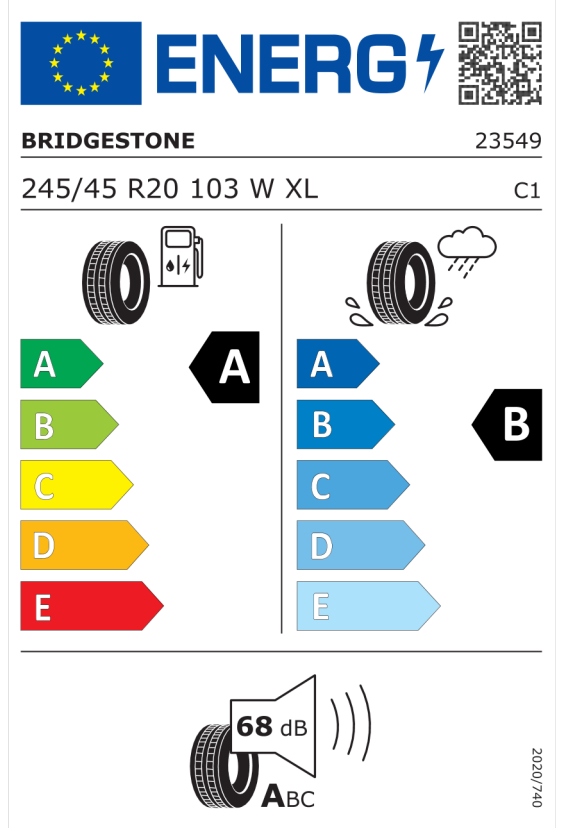 ENERG
BRIDGESTONE 23549
245/45 R20 103 W XL C1
A A
B
C
D
E
A
B B
C
D
E
68 dB
ABC
2020/740